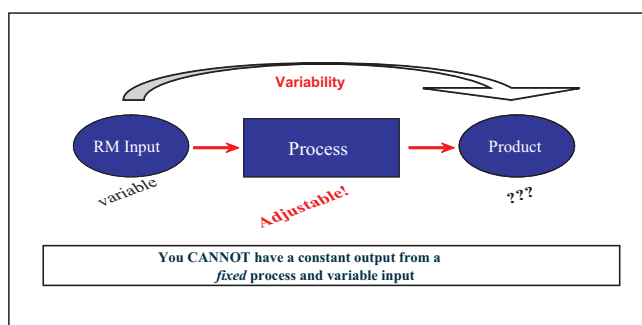 Variability
RM Input
Process
Product
variable
Adjustable!
???
You CANNOT have a constant output from a
fixed process and variable input